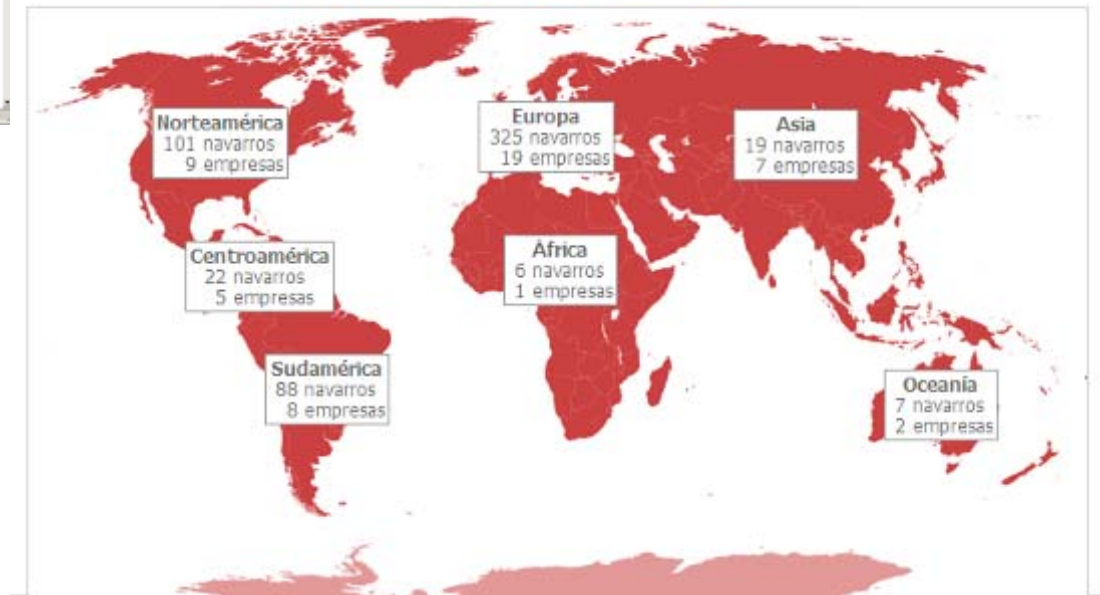 Norteamérica
101 navarros
9 empresas
Europa
325 navarros
19 empresas
Asia
19 navarros
7 empresas
Centroamérica
22 navarros
5 empresas
África
6 navarros
1 empresas
Sudamérica
88 navarros
8 empresas
Oceanía
7 navarros
2 empresas